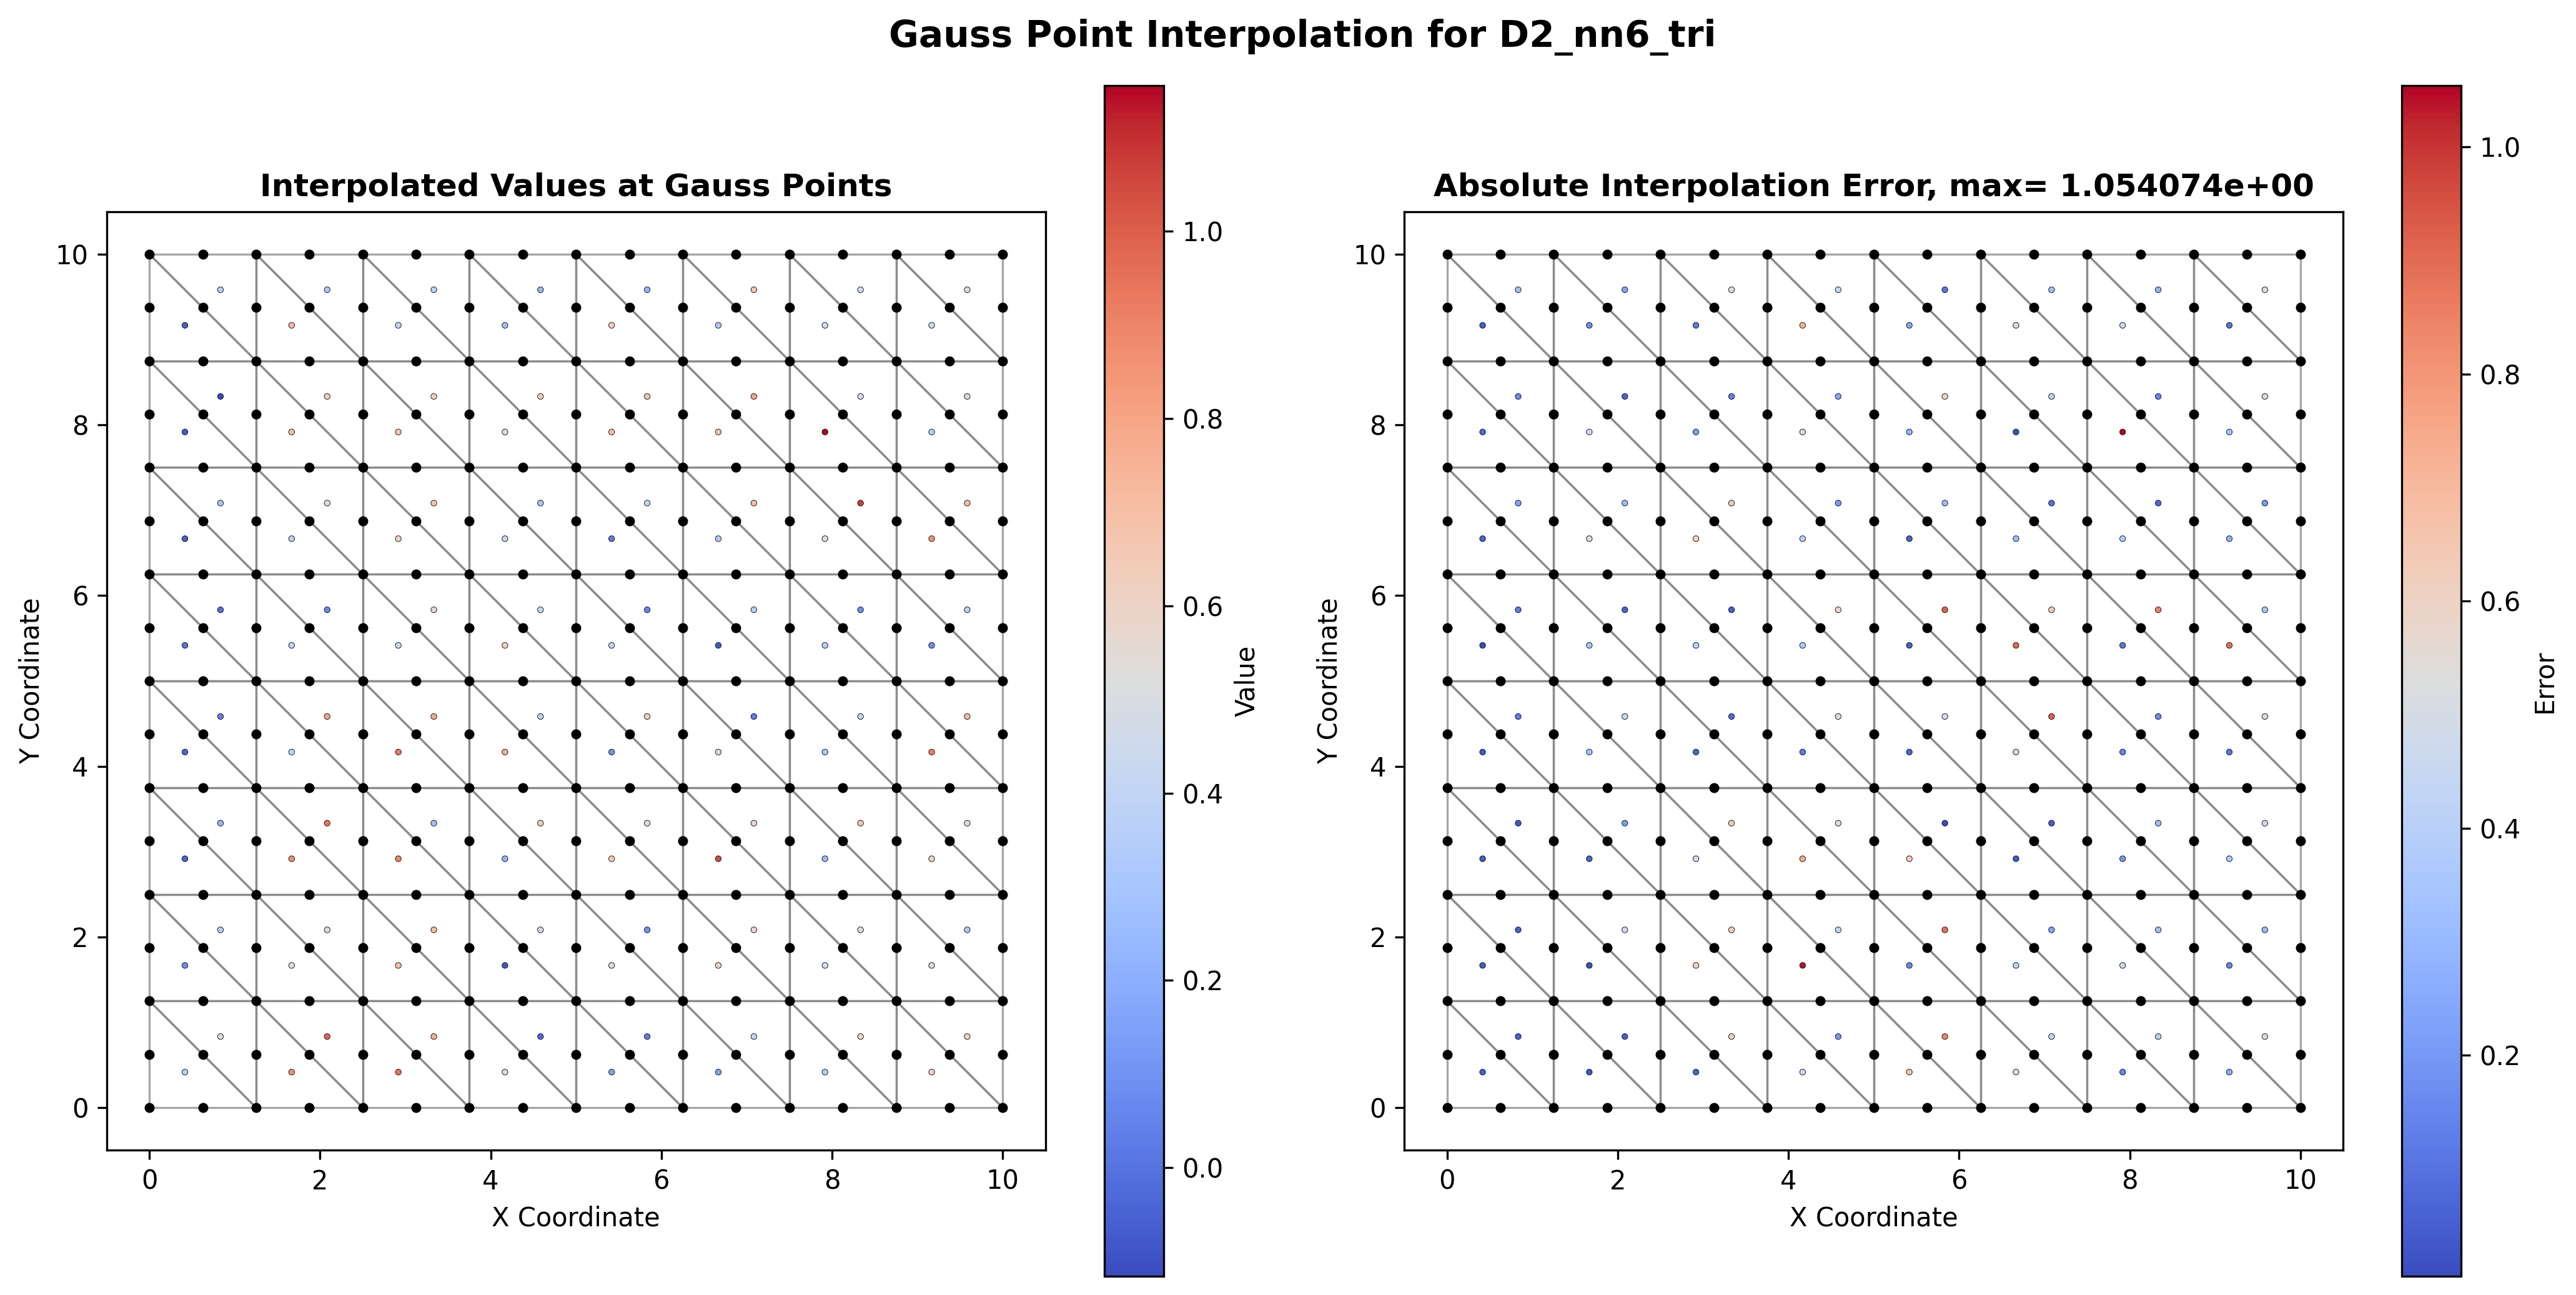 Gauss Point Interpolation for D2_nn6_tri
Interpolated Values at Gauss Points
10
8
6
4
2
0
Y Coordinate
0 2 4 6 8 10
X Coordinate
1.0
0.8
0.6
0.4
0.2
0.0
Value
Absolute Interpolation Error, max= 1.054074e+00
10
8
6
4
2
0
Y Coordinate
0 2 4 6 8 10
X Coordinate
1.0
0.8
0.6
0.4
0.2
Error